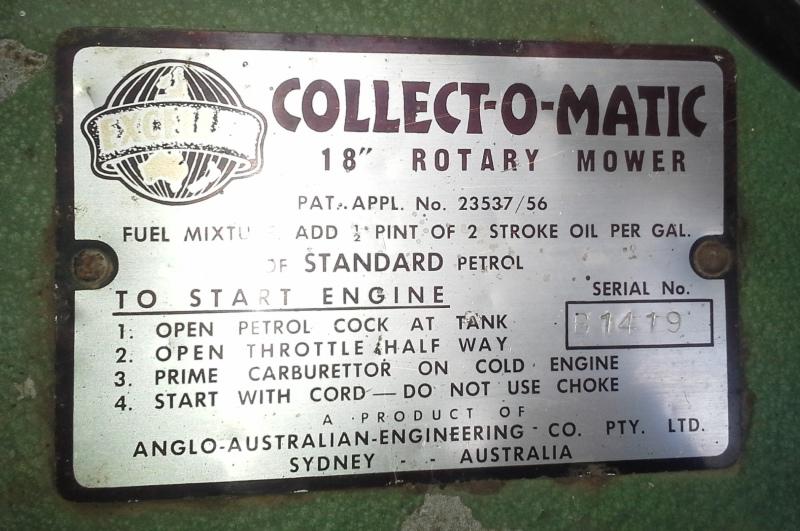 COLLECT-O-MATIC
18" ROTARY MOWER
PAT. APPL. No. 23537/56
FUEL MIXTURE ADD ½ PINT OF 2 STROKE OIL PER GAL.
OF STANDARD PETROL
TO START ENGINE
SERIAL No.
B1419
1. OPEN PETROL COCK AT TANK
2. OPEN THROTTLE HALF WAY
3. PRIME CARBURETTOR ON COLD ENGINE
4. START WITH CORD — DO NOT USE CHOKE
A PRODUCT OF
ANGLO-AUSTRALIAN-ENGINEERING CO. PTY. LTD.
SYDNEY - - AUSTRALIA